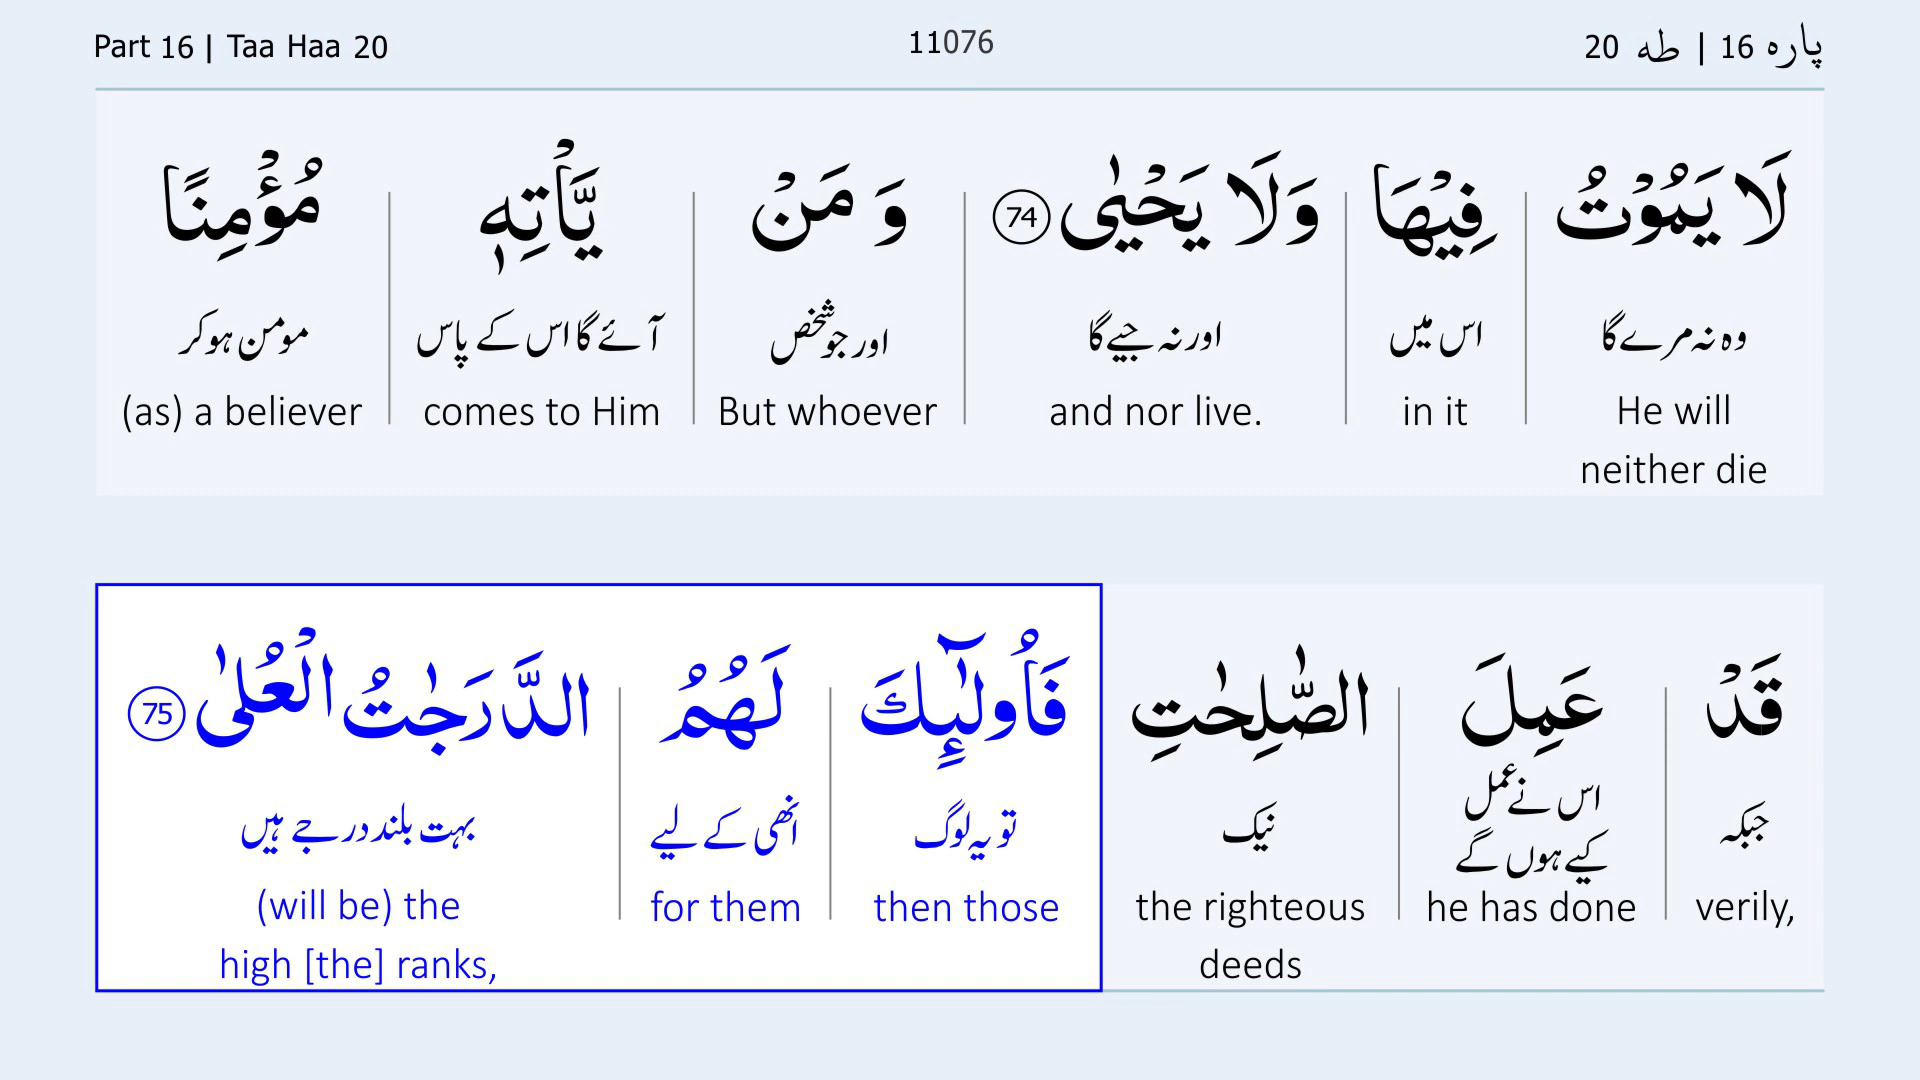 Part 16 | Taa Haa 20
11076
پارہ 16 | طه 20
لَا يَمُوْتُ فِيْهَا وَلَا يَحْيٰى 74 وَ مَنْ يَّاْتِهٖ مُؤْمِنًا
وہ نہ مرے گا اس میں اور نہ جیے گا اور جو شخص آئے گا اس کے پاس مومن ہو کر
He will in it and nor live. But whoever comes to Him (as) a believer
neither die
قَدْ عَمِلَ الصّٰلِحٰتِ فَاُولٰٓئِكَ لَهُمُ الدَّرَجٰتُ الْعُلٰى 75
جبکہ اس نے عمل نیک تو یہ لوگ انھی کے لیے بہت بلند درجے ہیں
کیے ہوں گے
verily, he has done the righteous then those for them (will be) the
deeds high [the] ranks,